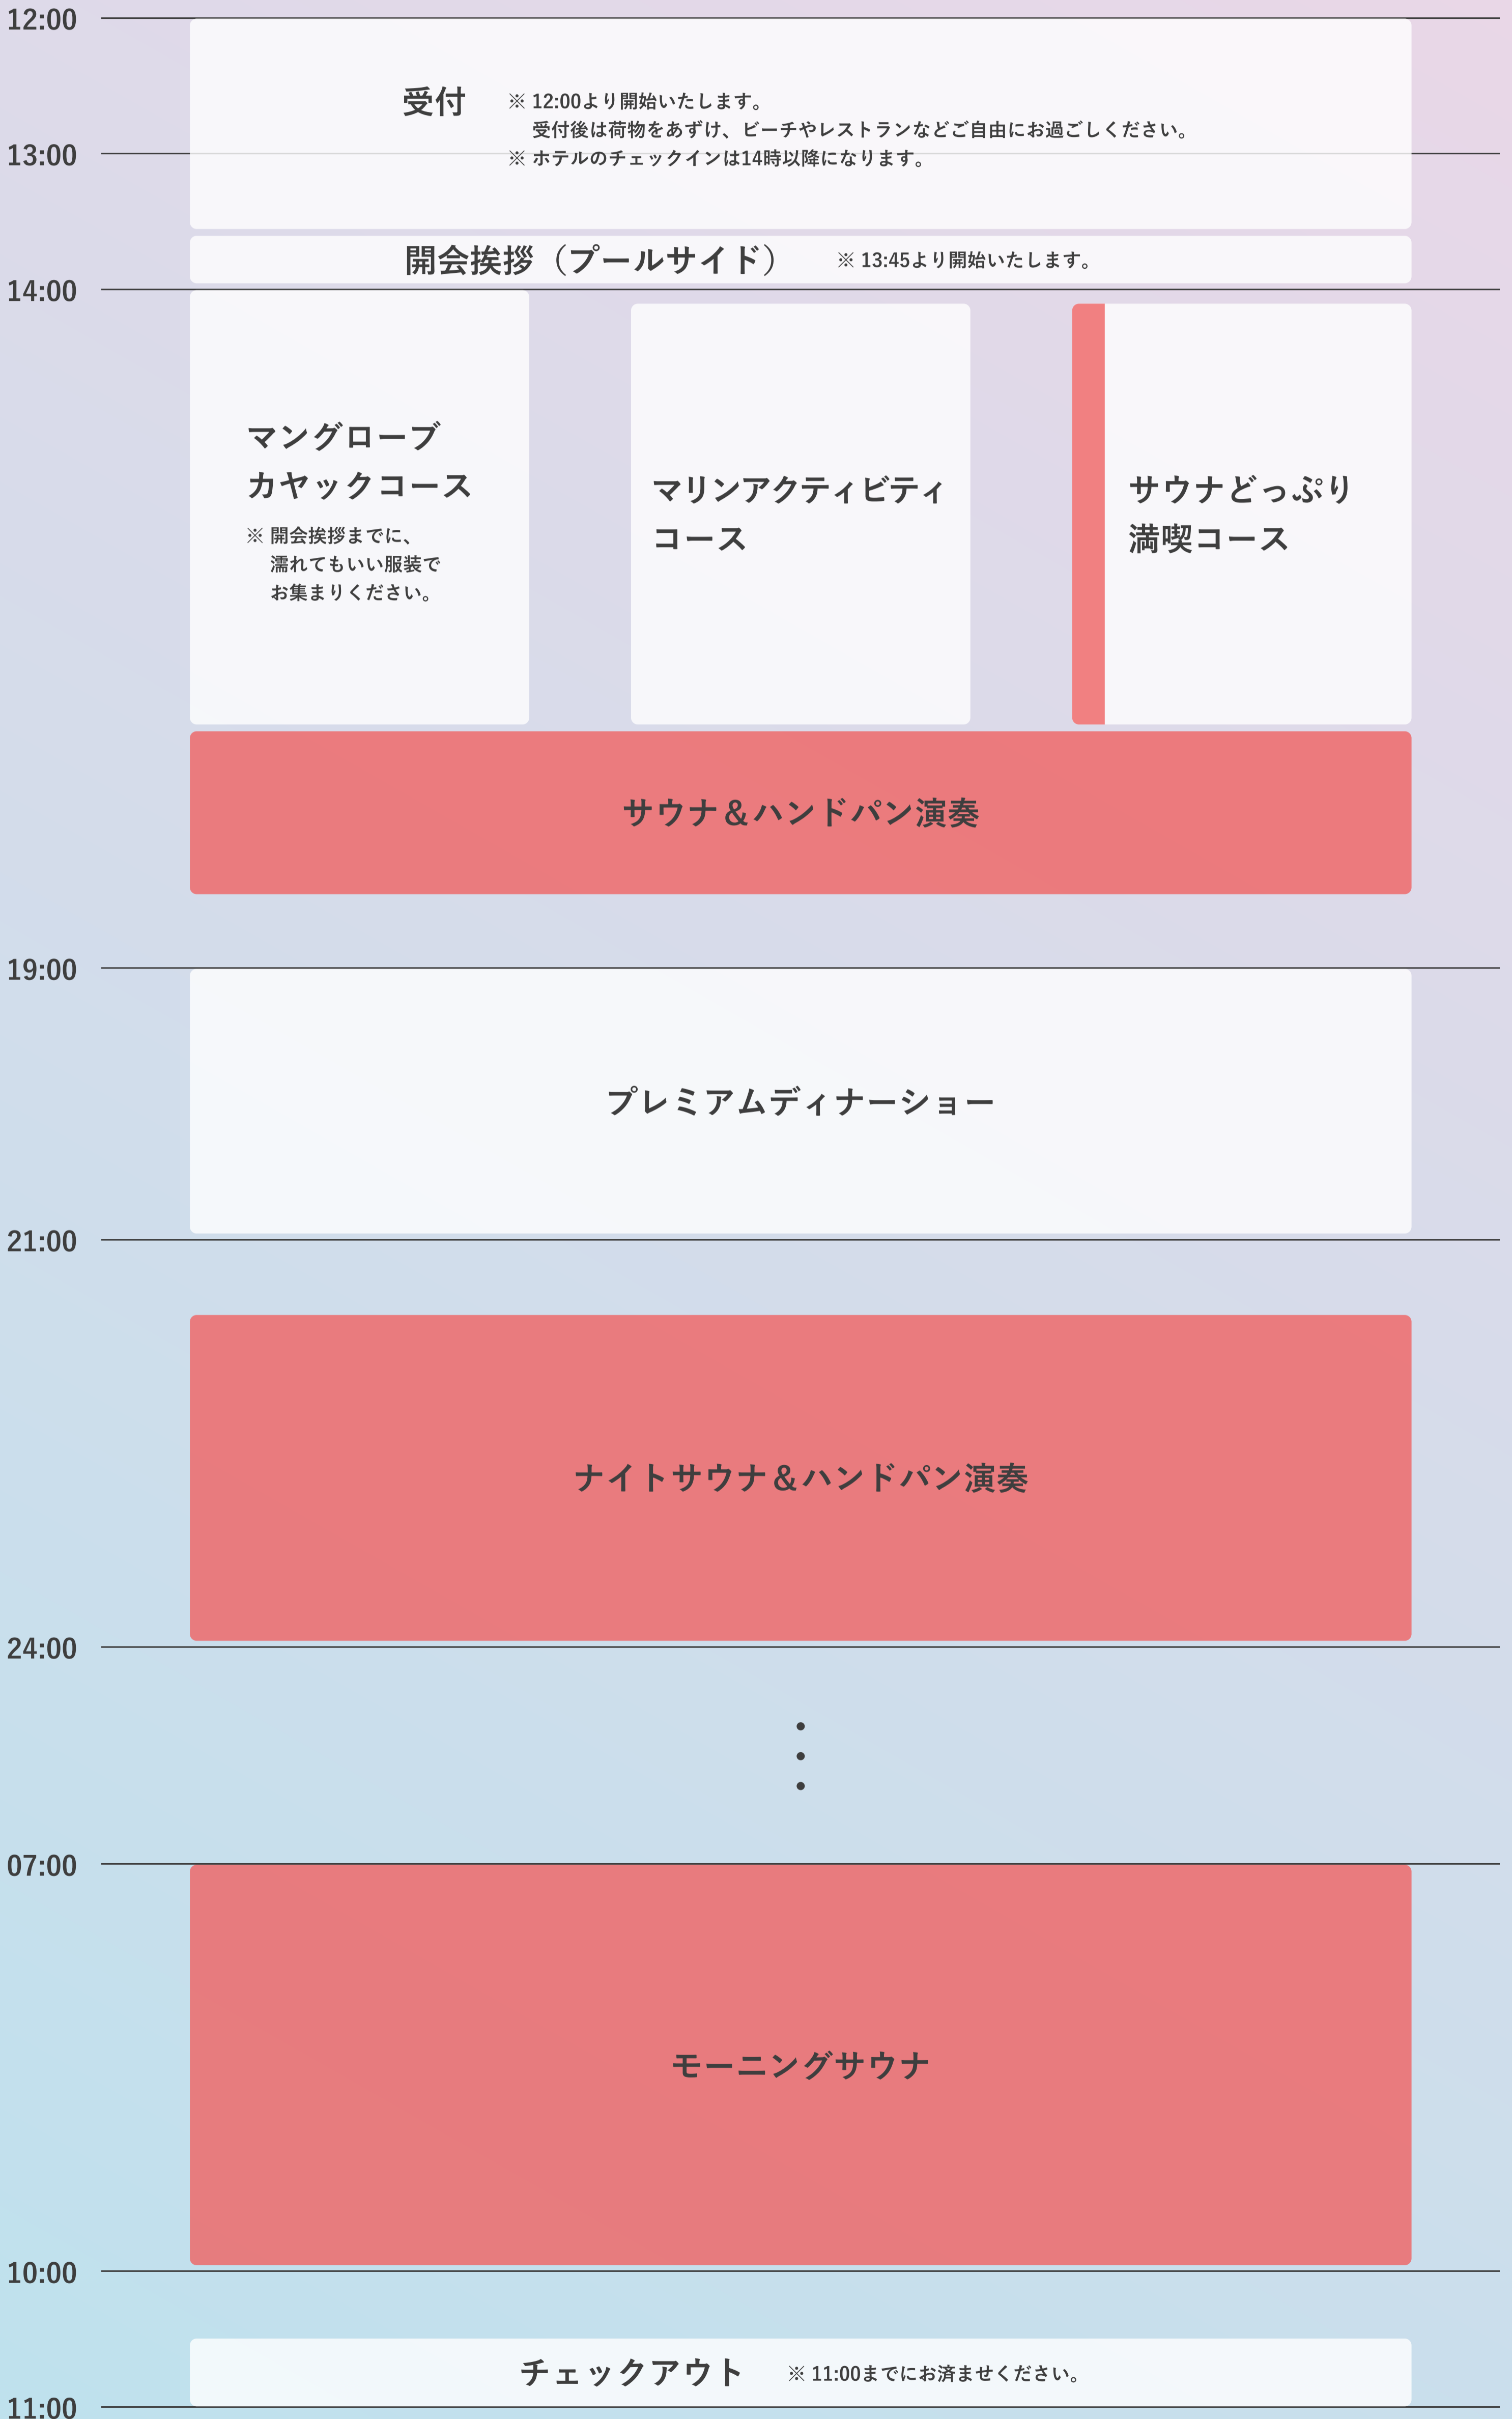 12:00
受付
※ 12:00より開始いたします。
受付後は荷物をあずけ、ビーチやレストランなどご自由にお過ごしください。
13:00
※ ホテルのチェックインは14時以降になります。
開会挨拶（プールサイド）
※ 13:45より開始いたします。
14:00
マングローブ
カヤックコース
※ 開会挨拶までに、
濡れてもいい服装で
お集まりください。
マリンアクティビティ
コース
サウナどっぷり
満喫コース
サウナ＆ハンドパン演奏
19:00
プレミアムディナーショー
21:00
ナイトサウナ＆ハンドパン演奏
24:00
07:00
モーニングサウナ
10:00
チェックアウト
※ 11:00までにお済ませください。
11:00